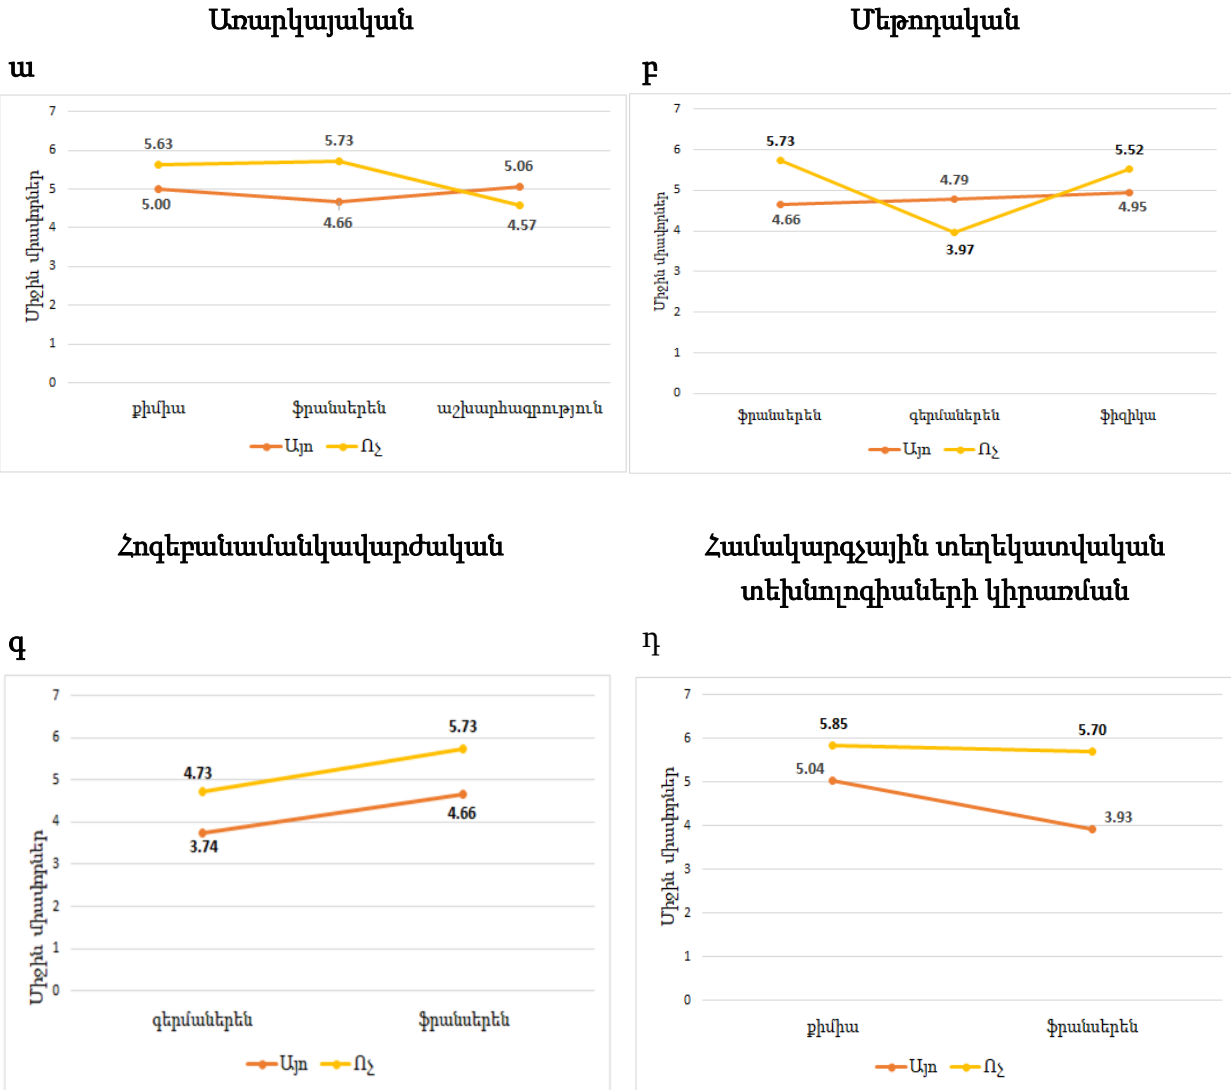 Առարկայական
ա
Միջին միավորներ
7
6
5
4
3
2
1
0
5.63
5.73
5.06
5.00
4.66
4.57
քիմիա
ֆրանսերեն
աշխարհագրություն
Այո
Ոչ
Մեթոդական
բ
Միջին միավորներ
7
6
5
4
3
2
1
0
5.73
4.79
5.52
4.66
3.97
4.95
ֆրանսերեն
գերմաներեն
ֆիզիկա
Այո
Ոչ
Հոգեբանամանկավարժական
գ
Միջին միավորներ
7
6
5
4
3
2
1
0
4.73
5.73
3.74
4.66
գերմաներեն
ֆրանսերեն
Այո
Ոչ
Համակարգչային տեղեկատվական
տեխնոլոգիաների կիրառման
դ
Միջին միավորներ
7
6
5
4
3
2
1
0
5.85
5.70
5.04
3.93
քիմիա
ֆրանսերեն
Այո
Ոչ